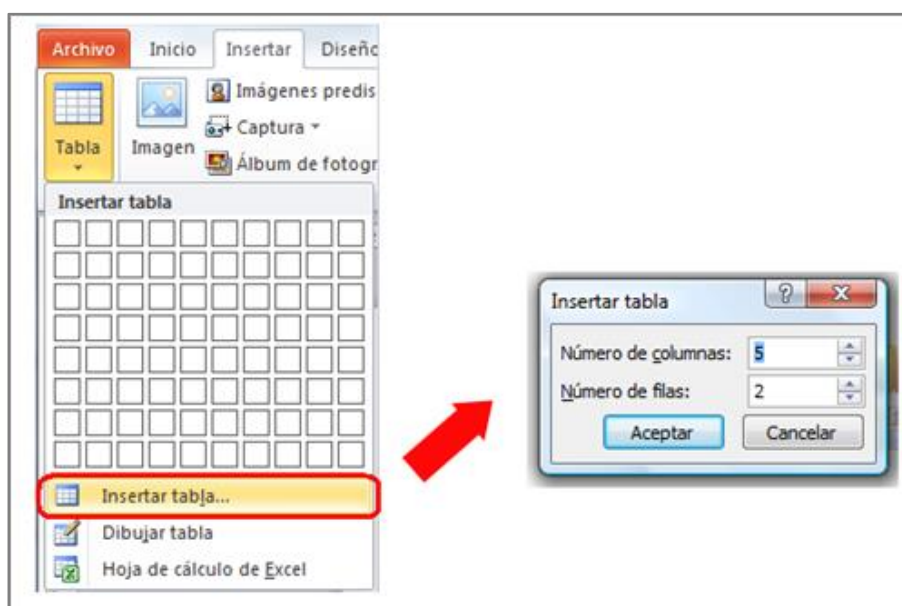 Archivo Inicio Insertar Diseño
Imágenes predis
Captura
Tabla Imagen
Álbum de fotogr
Insertar tabla
Insertar tabla...
Dibujar tabla
Hoja de cálculo de Excel
Insertar tabla
Número de columnas: 5
Número de filas: 2
Aceptar Cancelar